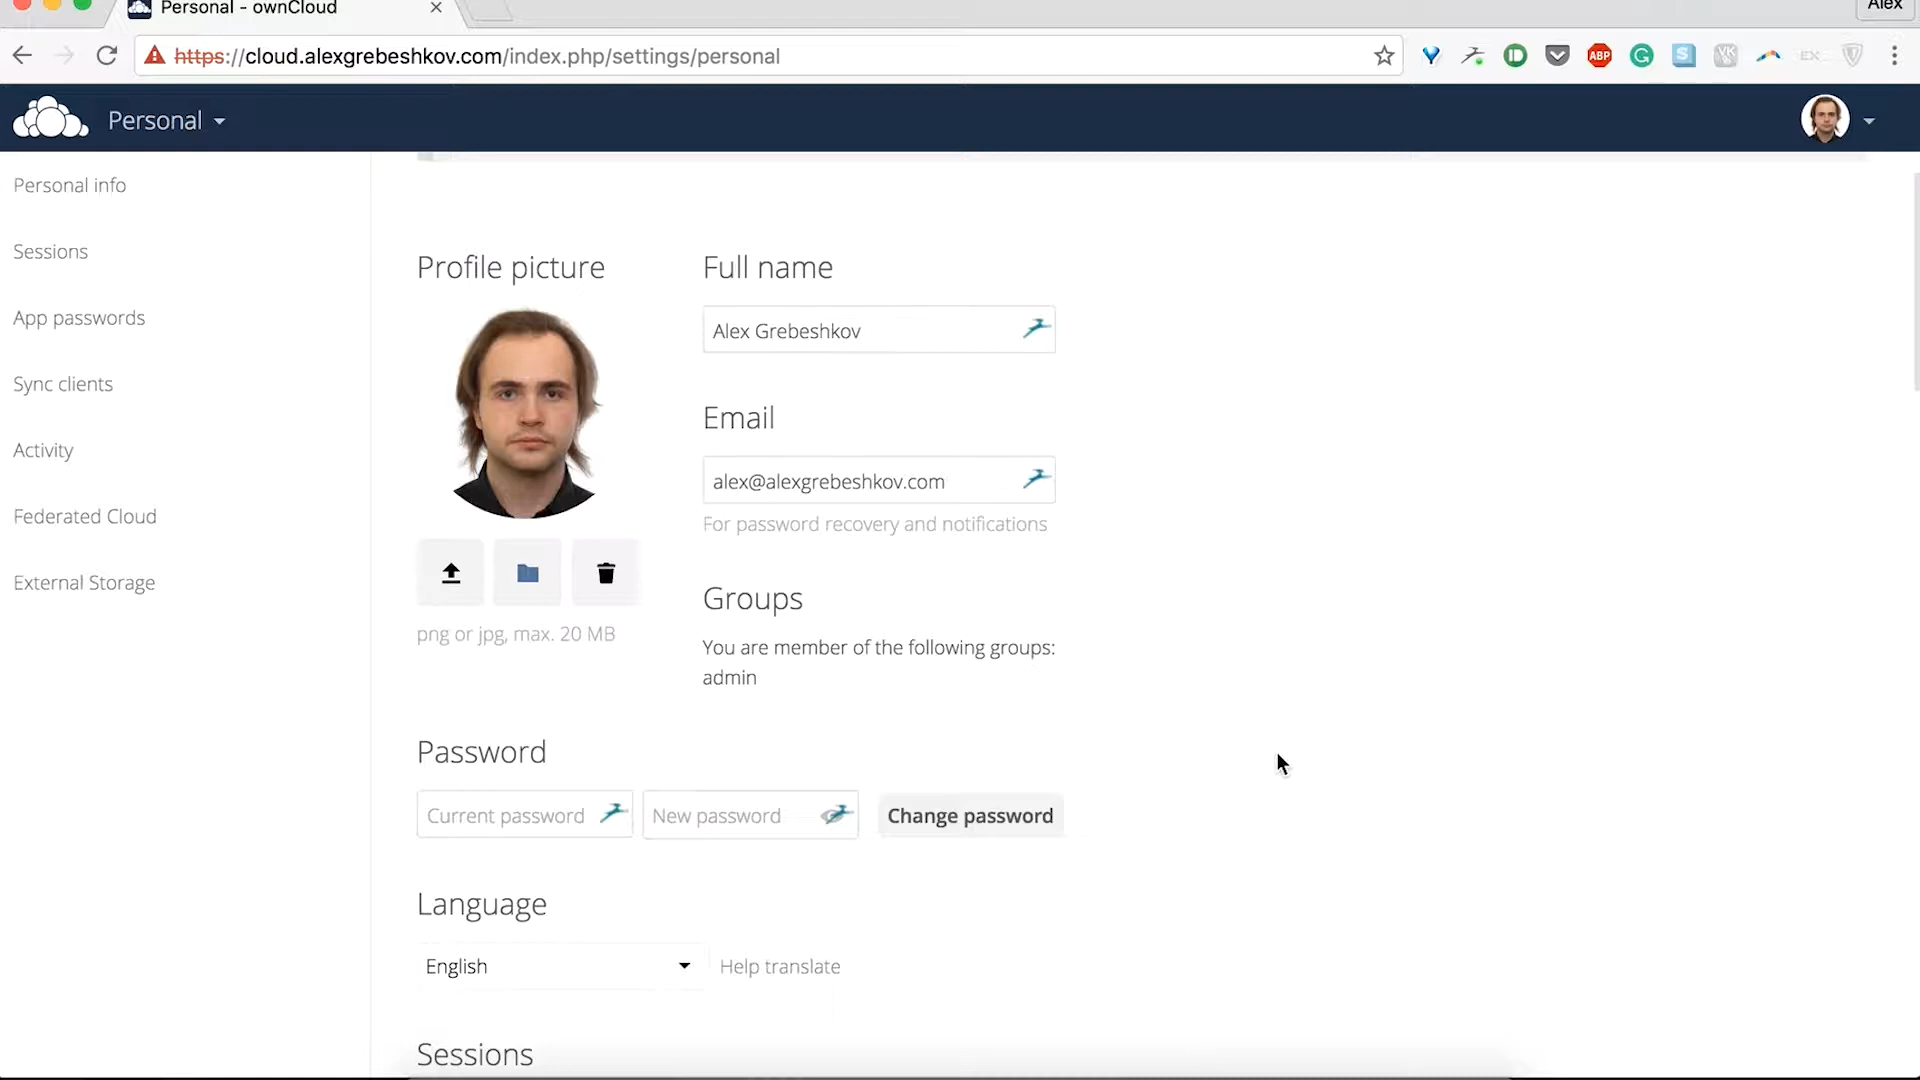 Personal - ownCloud
Alex
https://cloud.alexgrebeshkov.com/index.php/settings/personal
ABP
G
S
VK
EX
Personal
Personal info
Sessions
App passwords
Sync clients
Activity
Federated Cloud
External Storage
Profile picture
png or jpg, max. 20 MB
Full name
Alex Grebeshkov
Email
alex@alexgrebeshkov.com
For password recovery and notifications
Groups
You are member of the following groups:
admin
Password
Current password
New password
Change password
Language
English
Help translate
Sessions